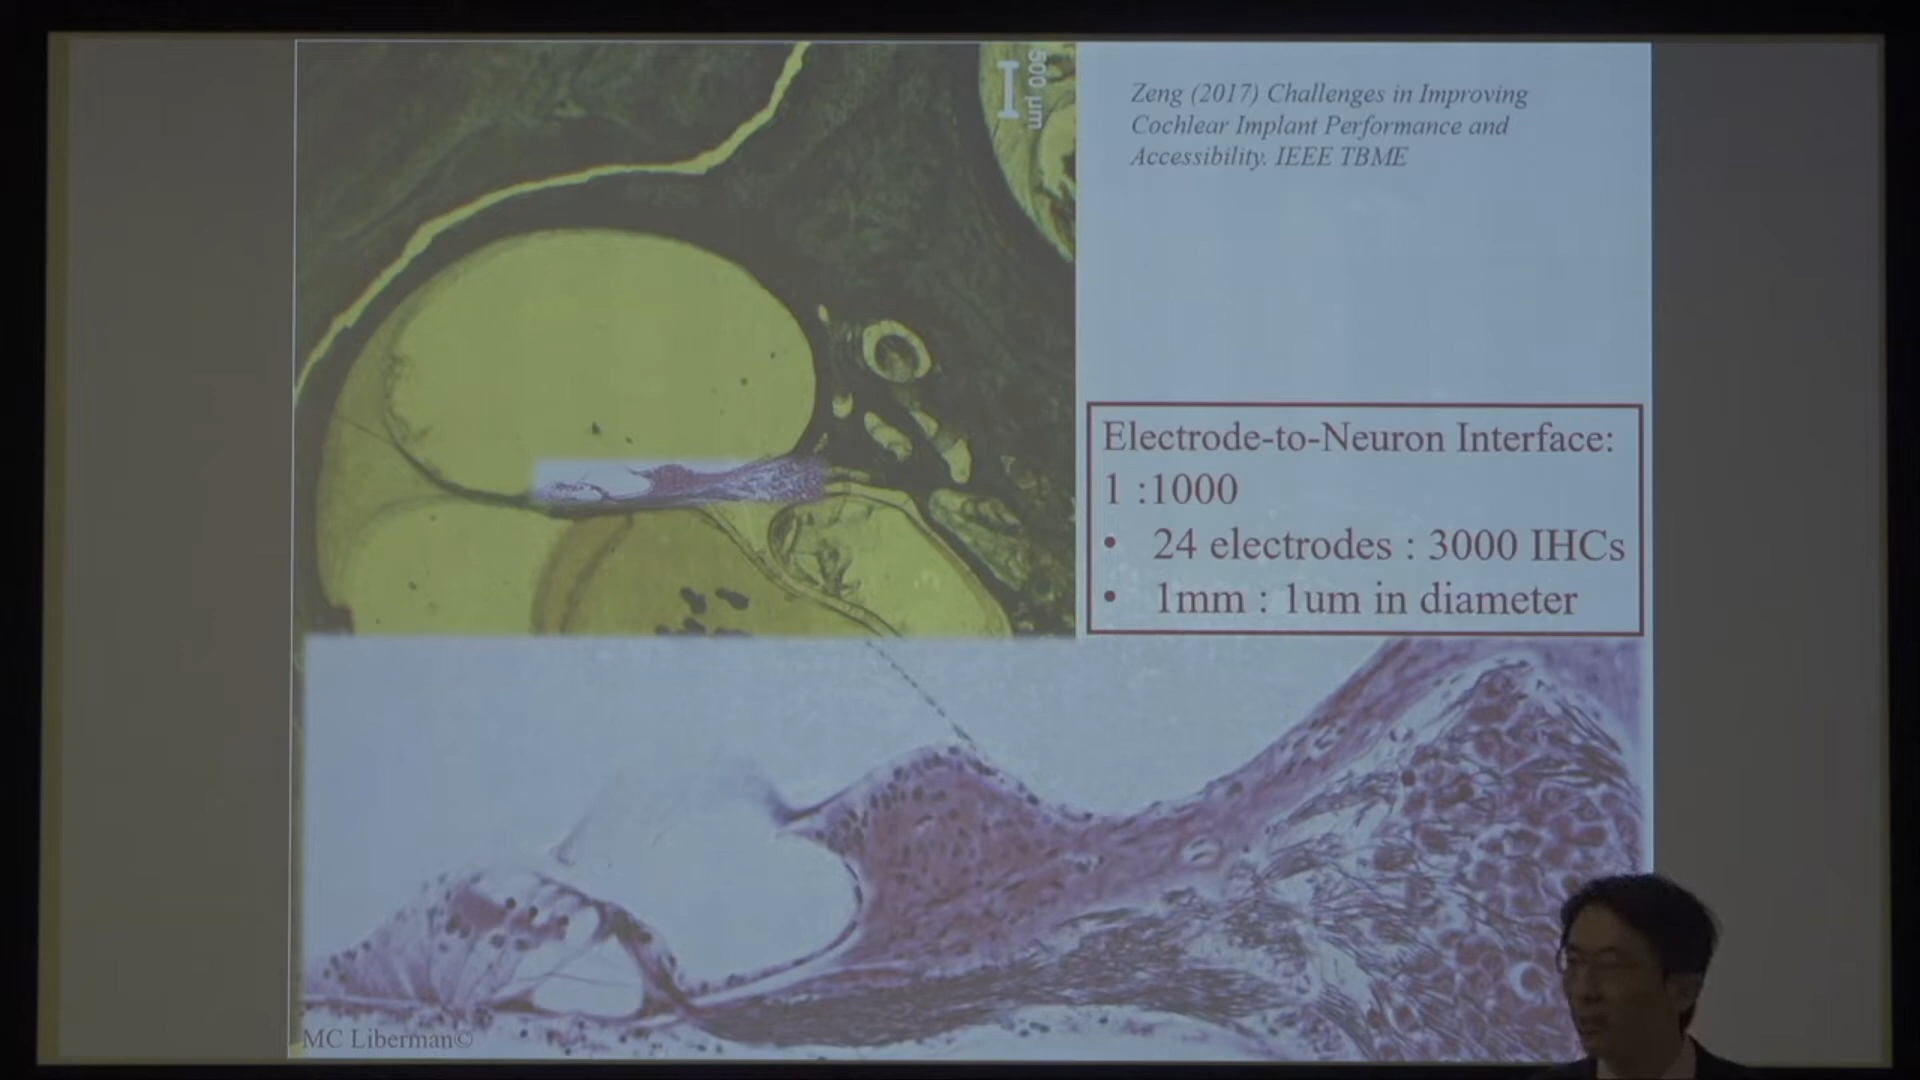 500 µm
Zeng (2017) Challenges in Improving
Cochlear Implant Performance and
Accessibility. IEEE TBME
Electrode-to-Neuron Interface:
1 :1000
• 24 electrodes : 3000 IHCs
• 1mm : 1um in diameter
MC Liberman©